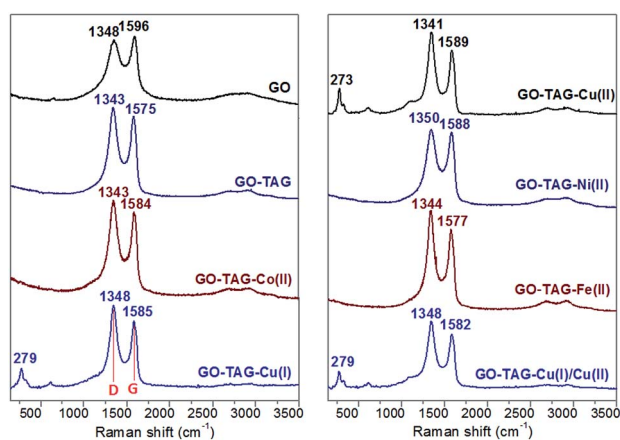 1348 1596
GO
1343 1575
GO-TAG
1343 1584
GO-TAG-Co(II)
1348 1585
279
GO-TAG-Cu(I)
D G
500 1000 1500 2000 2500 3000 3500
Raman shift (cm⁻¹)
1341
1589
273
GO-TAG-Cu(II)
1350 1588
GO-TAG-Ni(II)
1344
1577
GO-TAG-Fe(II)
1348
1582
279
GO-TAG-Cu(I)/Cu(II)
500 1000 1500 2000 2500 3000 3500
Raman shift (cm⁻¹)